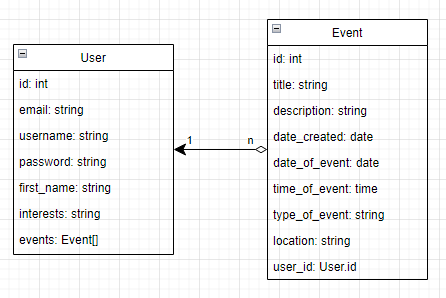 User
id: int
email: string
username: string
password: string
first_name: string
interests: string
events: Event[]
1
n
Event
id: int
title: string
description: string
date_created: date
date_of_event: date
time_of_event: time
type_of_event: string
location: string
user_id: User.id